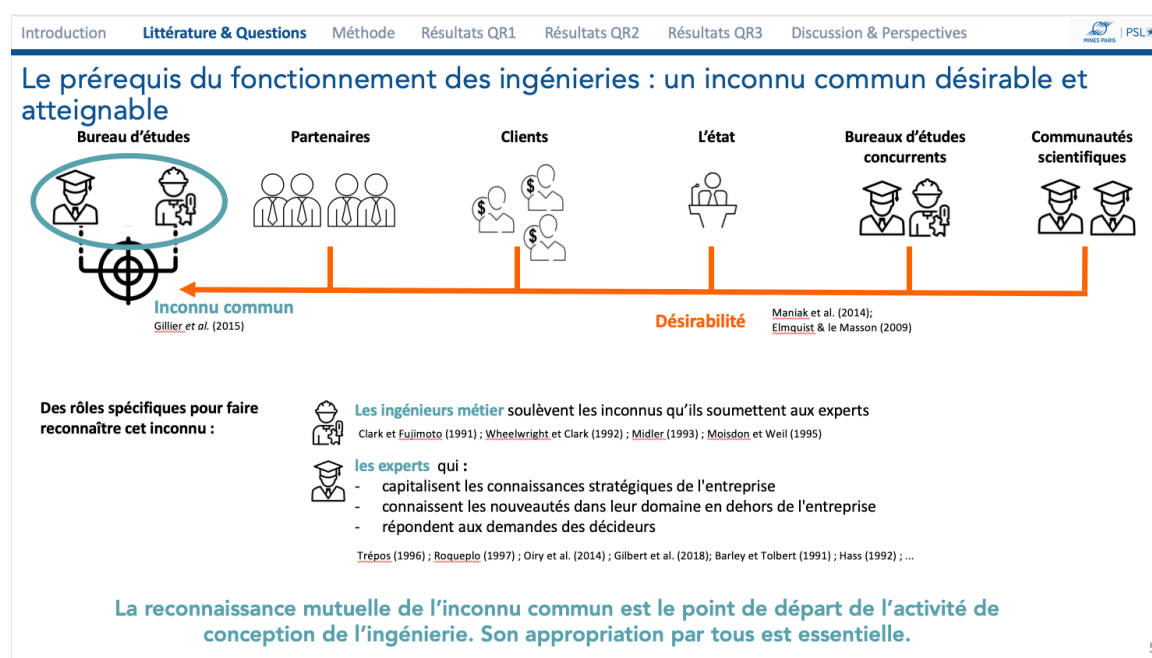 Introduction
Littérature & Questions
Méthode
Résultats QR1
Résultats QR2
Résultats QR3
Discussion & Perspectives
MINES PARIS
PSL
Le prérequis du fonctionnement des ingénieries : un inconnu commun désirable et
atteignable
Bureau d'études
Partenaires
Clients
L'état
Bureaux d'études
concurrents
Communautés
scientifiques
$
$
$
Inconnu commun
Gillier et al. (2015)
Désirabilité
Maniak et al. (2014);
Elmquist & le Masson (2009)
Des rôles spécifiques pour faire
reconnaître cet inconnu :
Les ingénieurs métier soulèvent les inconnus qu'ils soumettent aux experts
Clark et Fujimoto (1991) ; Wheelwright et Clark (1992) ; Midler (1993) ; Moisdon et Weil (1995)
les experts qui :
- capitalisent les connaissances stratégiques de l'entreprise
- connaissent les nouveautés dans leur domaine en dehors de l'entreprise
- répondent aux demandes des décideurs
Trépos (1996) ; Roqueplo (1997) ; Oiry et al. (2014) ; Gilbert et al. (2018); Barley et Tolbert (1991) ; Hass (1992) ; ...
La reconnaissance mutuelle de l'inconnu commun est le point de départ de l'activité de
conception de l'ingénierie. Son appropriation par tous est essentielle.